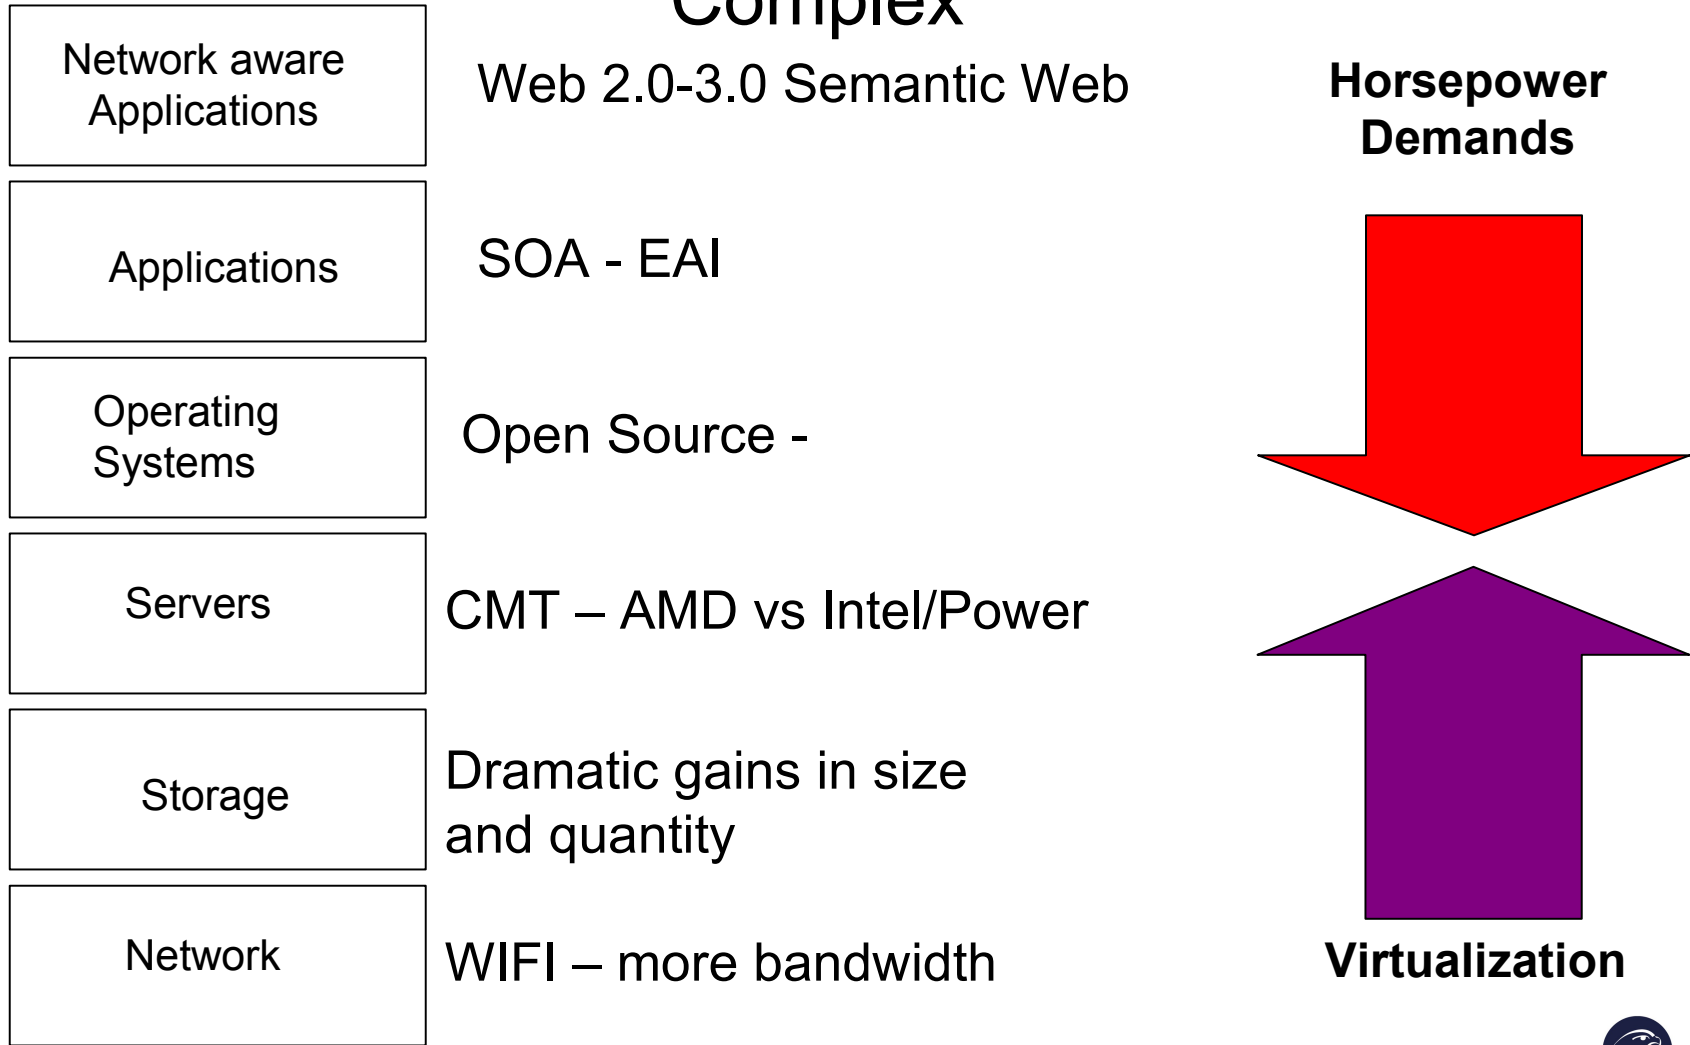 Complex
Network aware
Applications
Web 2.0-3.0 Semantic Web
Horsepower
Demands
Applications
SOA - EAI
Operating
Systems
Open Source -
Servers
CMT – AMD vs Intel/Power
Storage
Dramatic gains in size
and quantity
Network
WIFI – more bandwidth
Virtualization